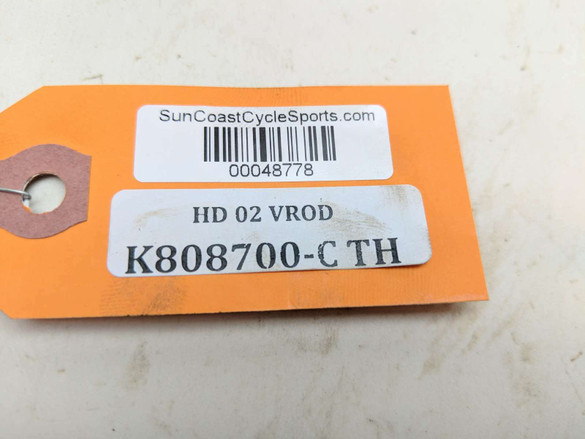 SunCoastCycleSports.com
00048778
HD 02 VROD
K808700-C TH